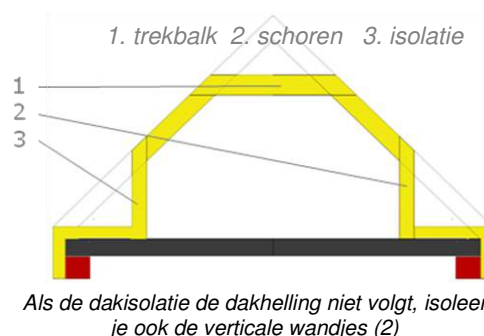 1. trekbalk 2. schoren 3. isolatie
1
2
3
Als de dakisolatie de dakhelling niet volgt, isoleer
je ook de verticale wandjes (2)